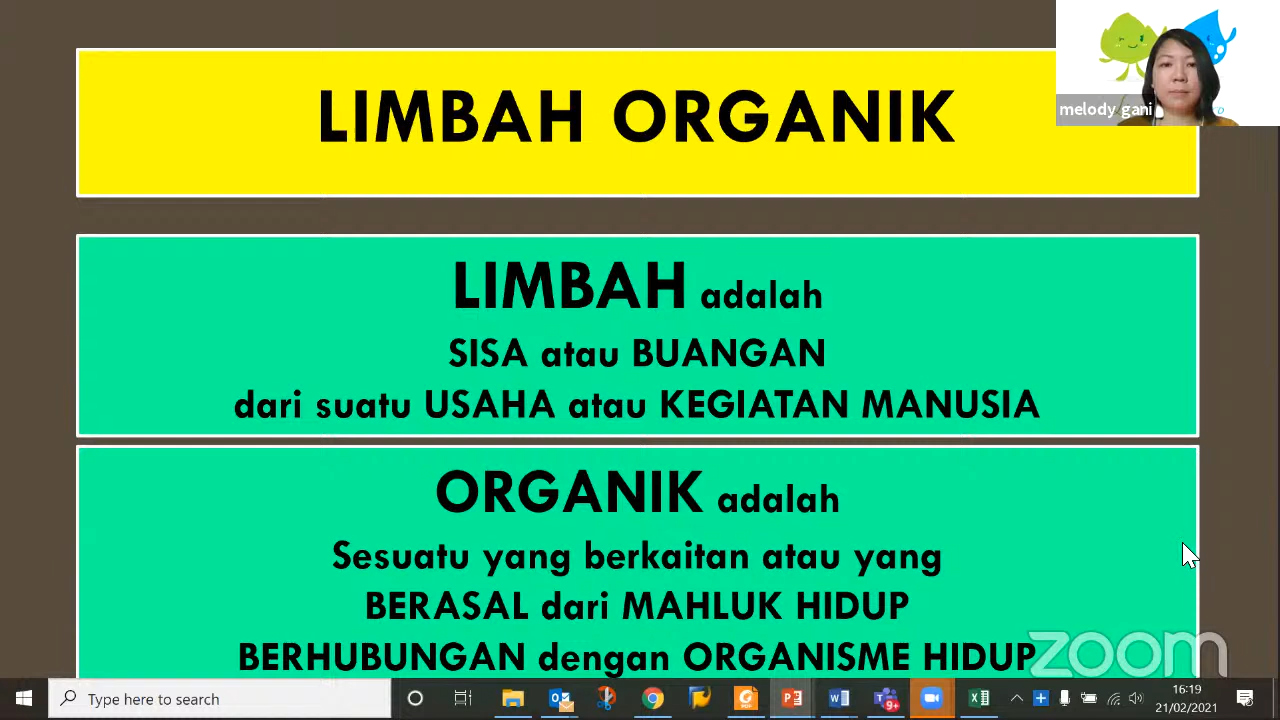 LIMBAH ORGANIK
melody gani
LIMBAH adalah
SISA atau BUANGAN
dari suatu USAHA atau KEGIATAN MANUSIA
ORGANIK adalah
Sesuatu yang berkaitan atau yang
BERASAL dari MAHLUK HIDUP
BERHUBUNGAN dengan ORGANISME HIDUP
zoom
Type here to search
9+
16:19
21/02/2021